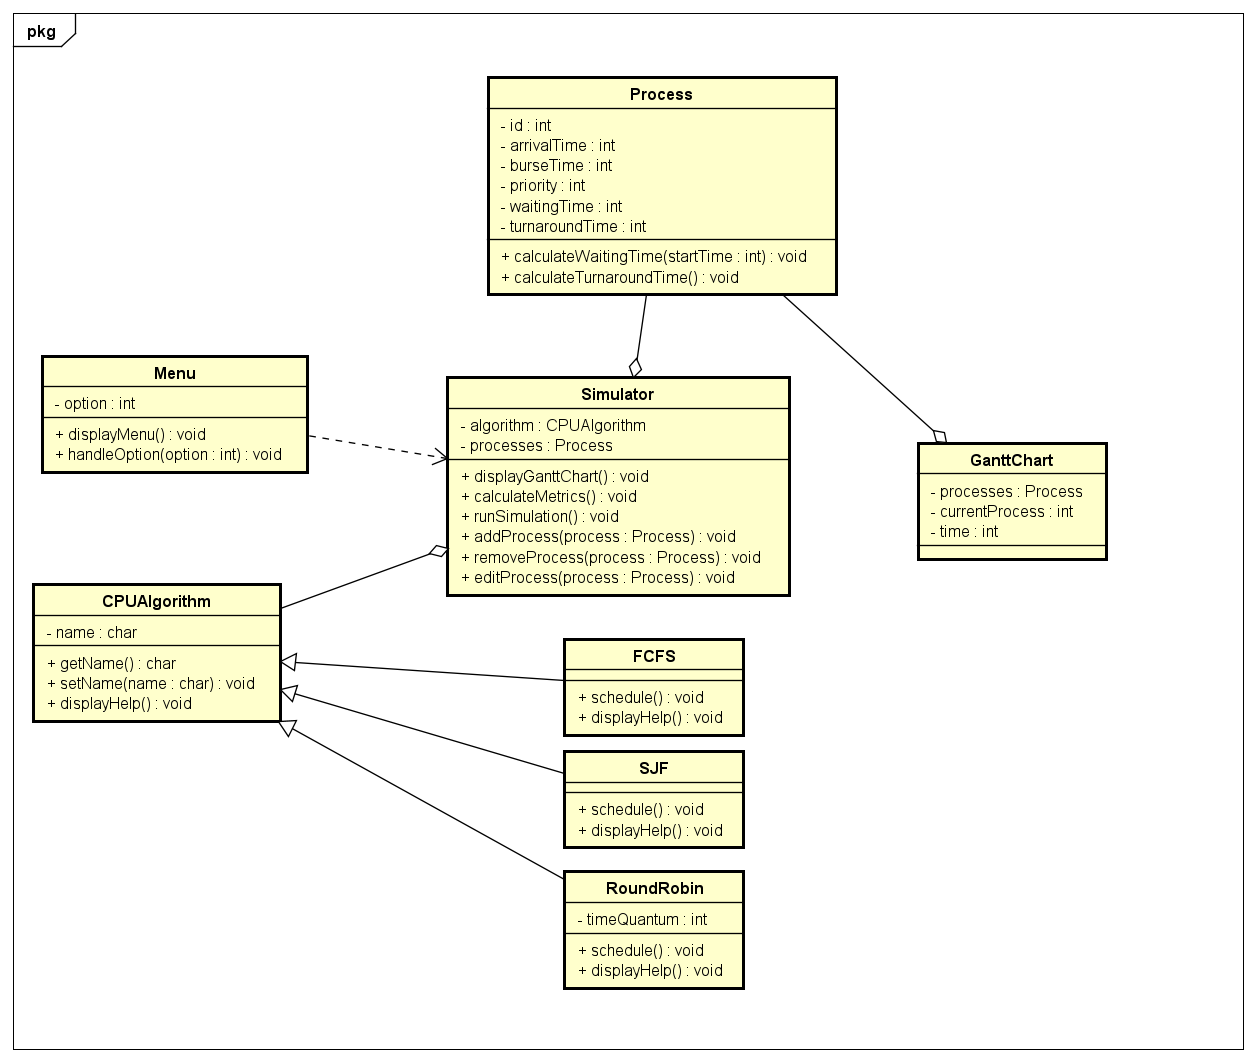 pkg
Process
- id : int
- arrivalTime : int
- burseTime : int
- priority : int
- waitingTime : int
- turnaroundTime : int
+ calculateWaitingTime(startTime : int) : void
+ calculateTurnaroundTime() : void
Menu
- option : int
+ displayMenu() : void
+ handleOption(option : int) : void
Simulator
- algorithm : CPUAlgorithm
- processes : Process
+ displayGanttChart() : void
+ calculateMetrics() : void
+ runSimulation() : void
+ addProcess(process : Process) : void
+ removeProcess(process : Process) : void
+ editProcess(process : Process) : void
GanttChart
- processes : Process
- currentProcess : int
- time : int
CPUAlgorithm
- name : char
+ getName() : char
+ setName(name : char) : void
+ displayHelp() : void
FCFS
+ schedule() : void
+ displayHelp() : void
SJF
+ schedule() : void
+ displayHelp() : void
RoundRobin
- timeQuantum : int
+ schedule() : void
+ displayHelp() : void